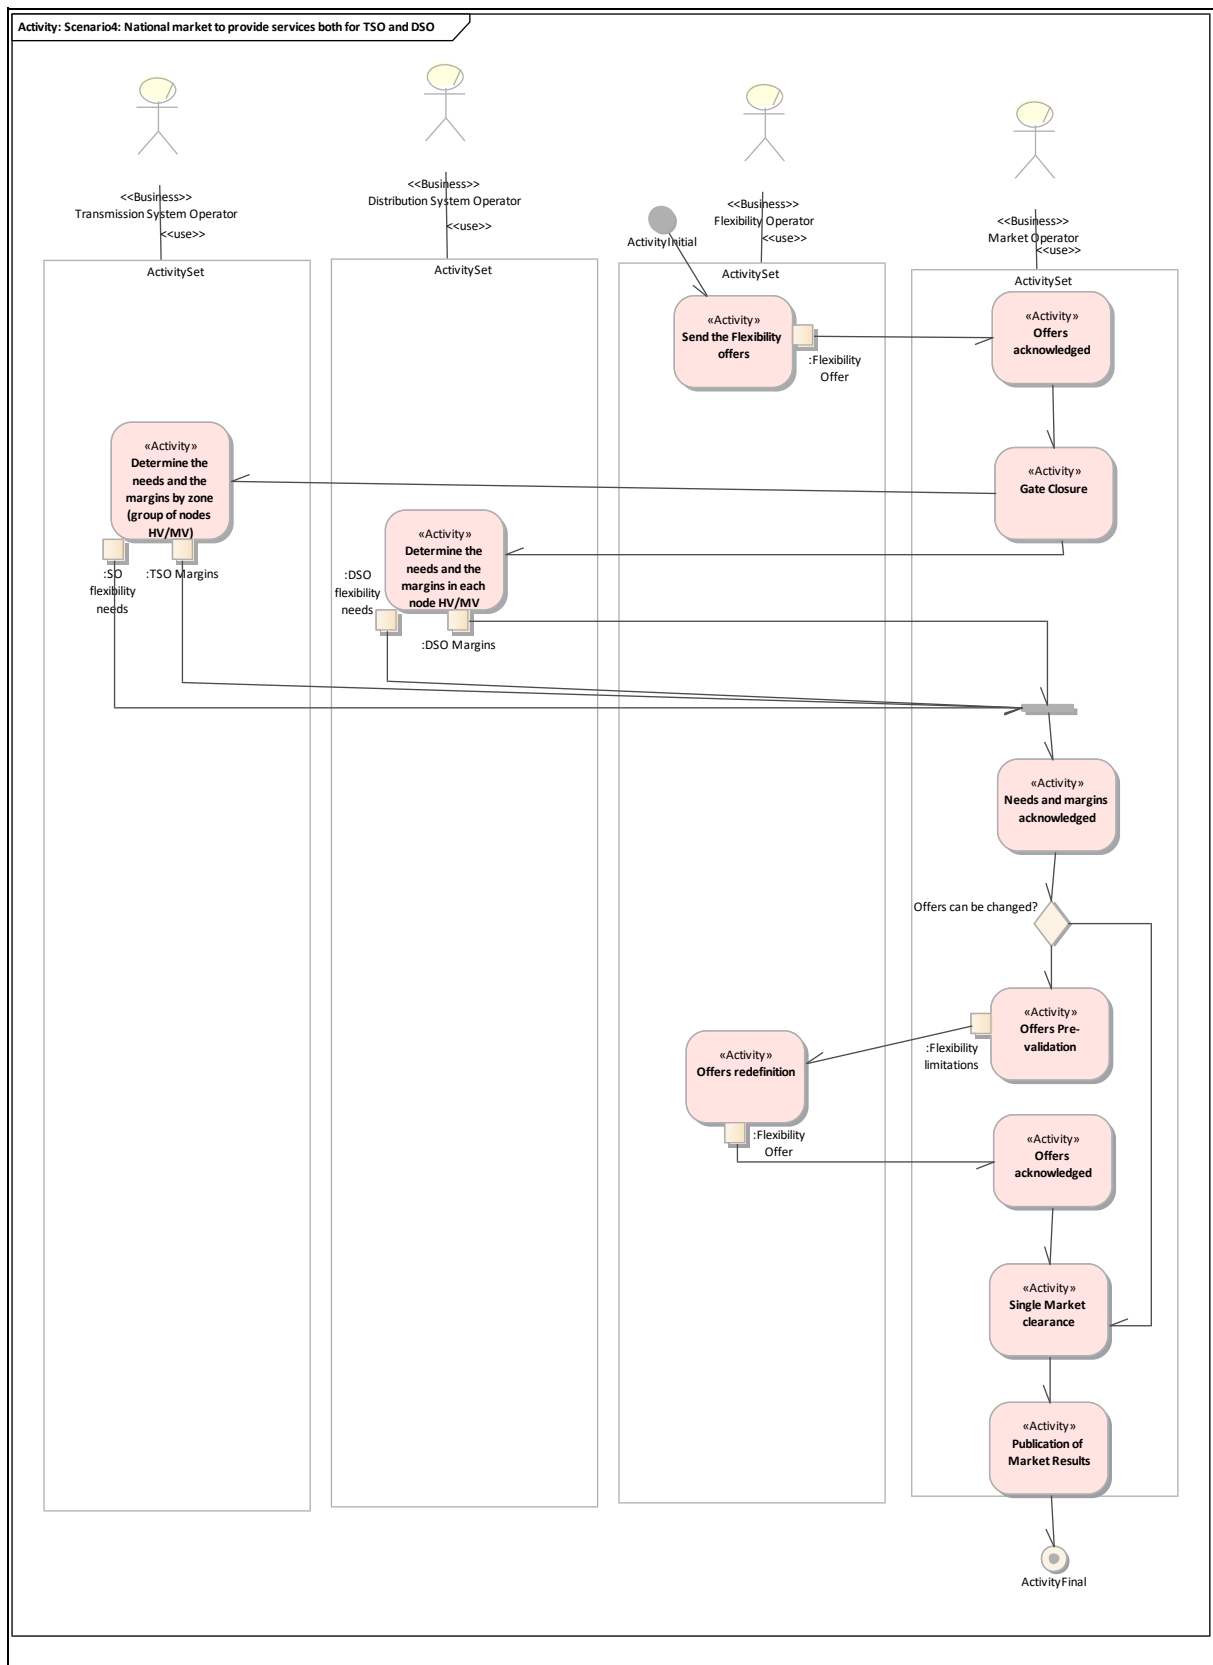 Activity: Scenario4: National market to provide services both for TSO and DSO
<<Business>>
Transmission System Operator
<<use>>
<<Business>>
Distribution System Operator
<<use>>
<<Business>>
Flexibility Operator
<<use>>
<<Business>>
Market Operator
<<use>>
ActivityInitial
ActivitySet
ActivitySet
ActivitySet
ActivitySet
«Activity»
Send the Flexibility
offers
:Flexibility
Offer
«Activity»
Offers
acknowledged
«Activity»
Determine the
needs and the
margins by zone
(group of nodes
HV/MV)
:SO
flexibility
needs
:TSO Margins
«Activity»
Gate Closure
«Activity»
Determine the
needs and the
margins in each
node HV/MV
:DSO
flexibility
needs
:DSO Margins
«Activity»
Needs and margins
acknowledged
Offers can be changed?
«Activity»
Offers Pre-
validation
:Flexibility
limitations
«Activity»
Offers redefinition
:Flexibility
Offer
«Activity»
Offers
acknowledged
«Activity»
Single Market
clearance
«Activity»
Publication of
Market Results
ActivityFinal